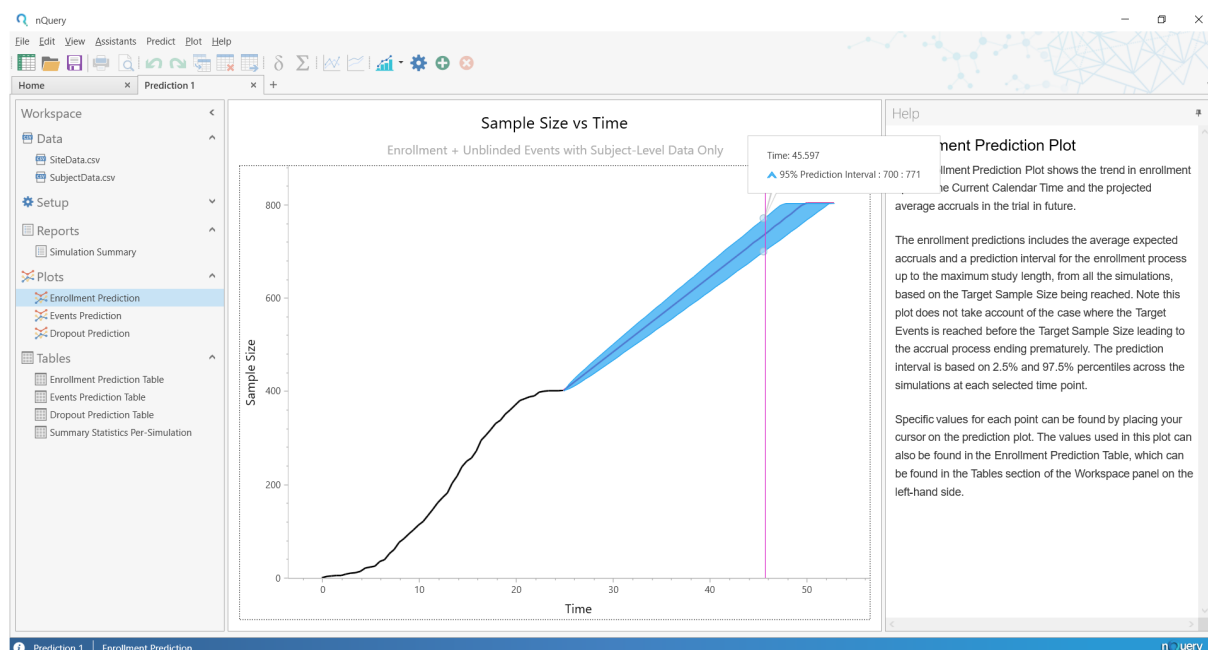 nQuery
File Edit View Assistants Predict Plot Help
δ Σ
Home × Prediction 1 × +
Workspace
Data
SiteData.csv
SubjectData.csv
Setup
Reports
Simulation Summary
Plots
Enrollment Prediction
Events Prediction
Dropout Prediction
Tables
Enrollment Prediction Table
Events Prediction Table
Dropout Prediction Table
Summary Statistics Per-Simulation
Sample Size vs Time
Enrollment + Unblinded Events with Subject-Level Data Only
Time: 45.597
95% Prediction Interval : 700 : 771
Sample Size
800
600
400
200
0
0 10 20 30 40 50
Time
Help
Prediction Plot
Prediction Plot shows the trend in enrollment
Current Calendar Time and the projected
average accruals in the trial in future.
The enrollment predictions includes the average expected
accruals and a prediction interval for the enrollment process
up to the maximum study length, from all the simulations,
based on the Target Sample Size being reached. Note this
plot does not take account of the case where the Target
Events is reached before the Target Sample Size leading to
the accrual process ending prematurely. The prediction
interval is based on 2.5% and 97.5% percentiles across the
simulations at each selected time point.
Specific values for each point can be found by placing your
cursor on the prediction plot. The values used in this plot can
also be found in the Enrollment Prediction Table, which can
be found in the Tables section of the Workspace panel on the
left-hand side.
Prediction 1 | Enrollment Prediction
nQuery